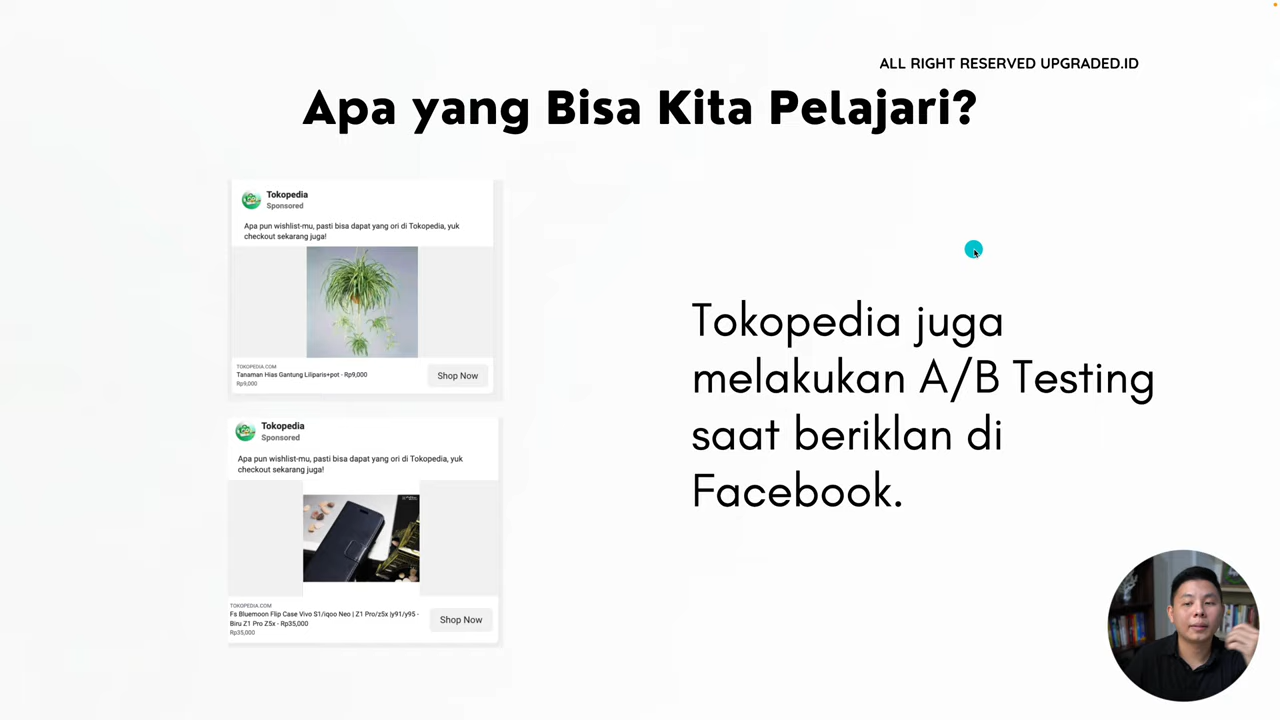 ALL RIGHT RESERVED UPGRADED.ID
Apa yang Bisa Kita Pelajari?
Tokopedia
Sponsored
Apa pun wishlist-mu, pasti bisa dapat yang ori di Tokopedia, yuk
checkout sekarang juga!
TOKOPEDIA.COM
Tanaman Hias Gantung Liliparis+pot - Rp9,000
Rp9,000
Shop Now
Tokopedia
Sponsored
Apa pun wishlist-mu, pasti bisa dapat yang ori di Tokopedia, yuk
checkout sekarang juga!
TOKOPEDIA.COM
Fs Bluemoon Flip Case Vivo S1/iqoo Neo | Z1 Pro/z5x |y91/y95 -
Biru Z1 Pro Z5x - Rp35,000
Rp35,000
Shop Now
Tokopedia juga
melakukan A/B Testing
saat beriklan di
Facebook.